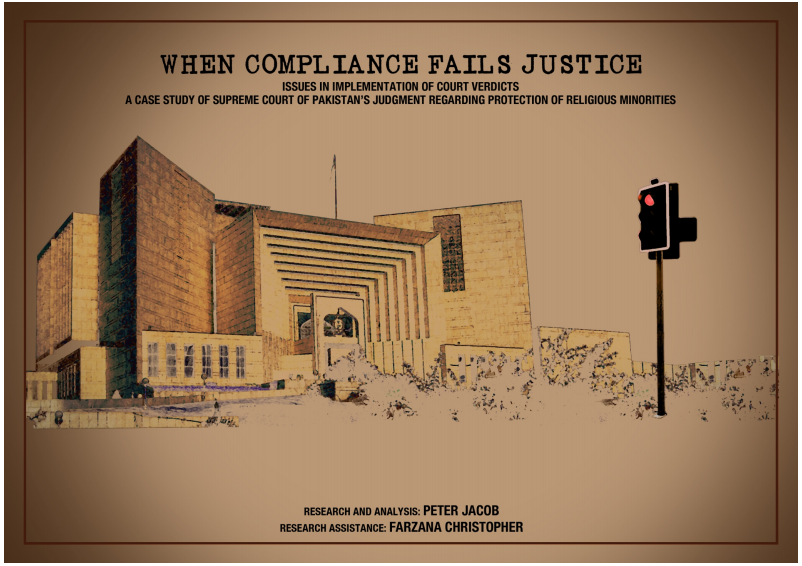 WHEN COMPLIANCE FAILS JUSTICE
ISSUES IN IMPLEMENTATION OF COURT VERDICTS
A CASE STUDY OF SUPREME COURT OF PAKISTAN'S JUDGMENT REGARDING PROTECTION OF RELIGIOUS MINORITIES
RESEARCH AND ANALYSIS: PETER JACOB
RESEARCH ASSISTANCE: FARZANA CHRISTOPHER